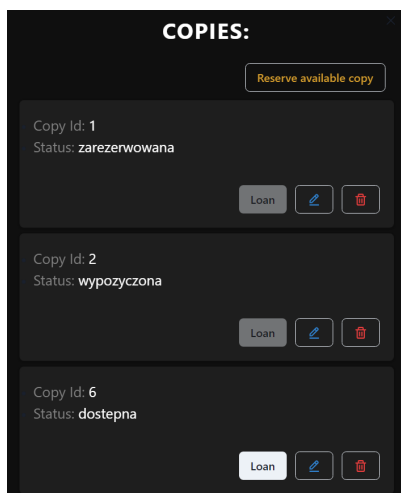 COPIES:
Reserve available copy
Copy Id: 1
Status: zarezerwowana
Loan
Copy Id: 2
Status: wypozyczona
Loan
Copy Id: 6
Status: dostepna
Loan